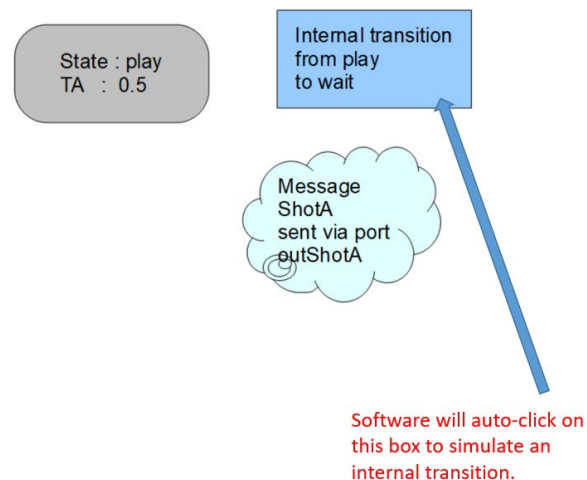 State : play
TA : 0.5
Internal transition
from play
to wait
Message
ShotA
sent via port
outShotA
Software will auto-click on
this box to simulate an
internal transition.